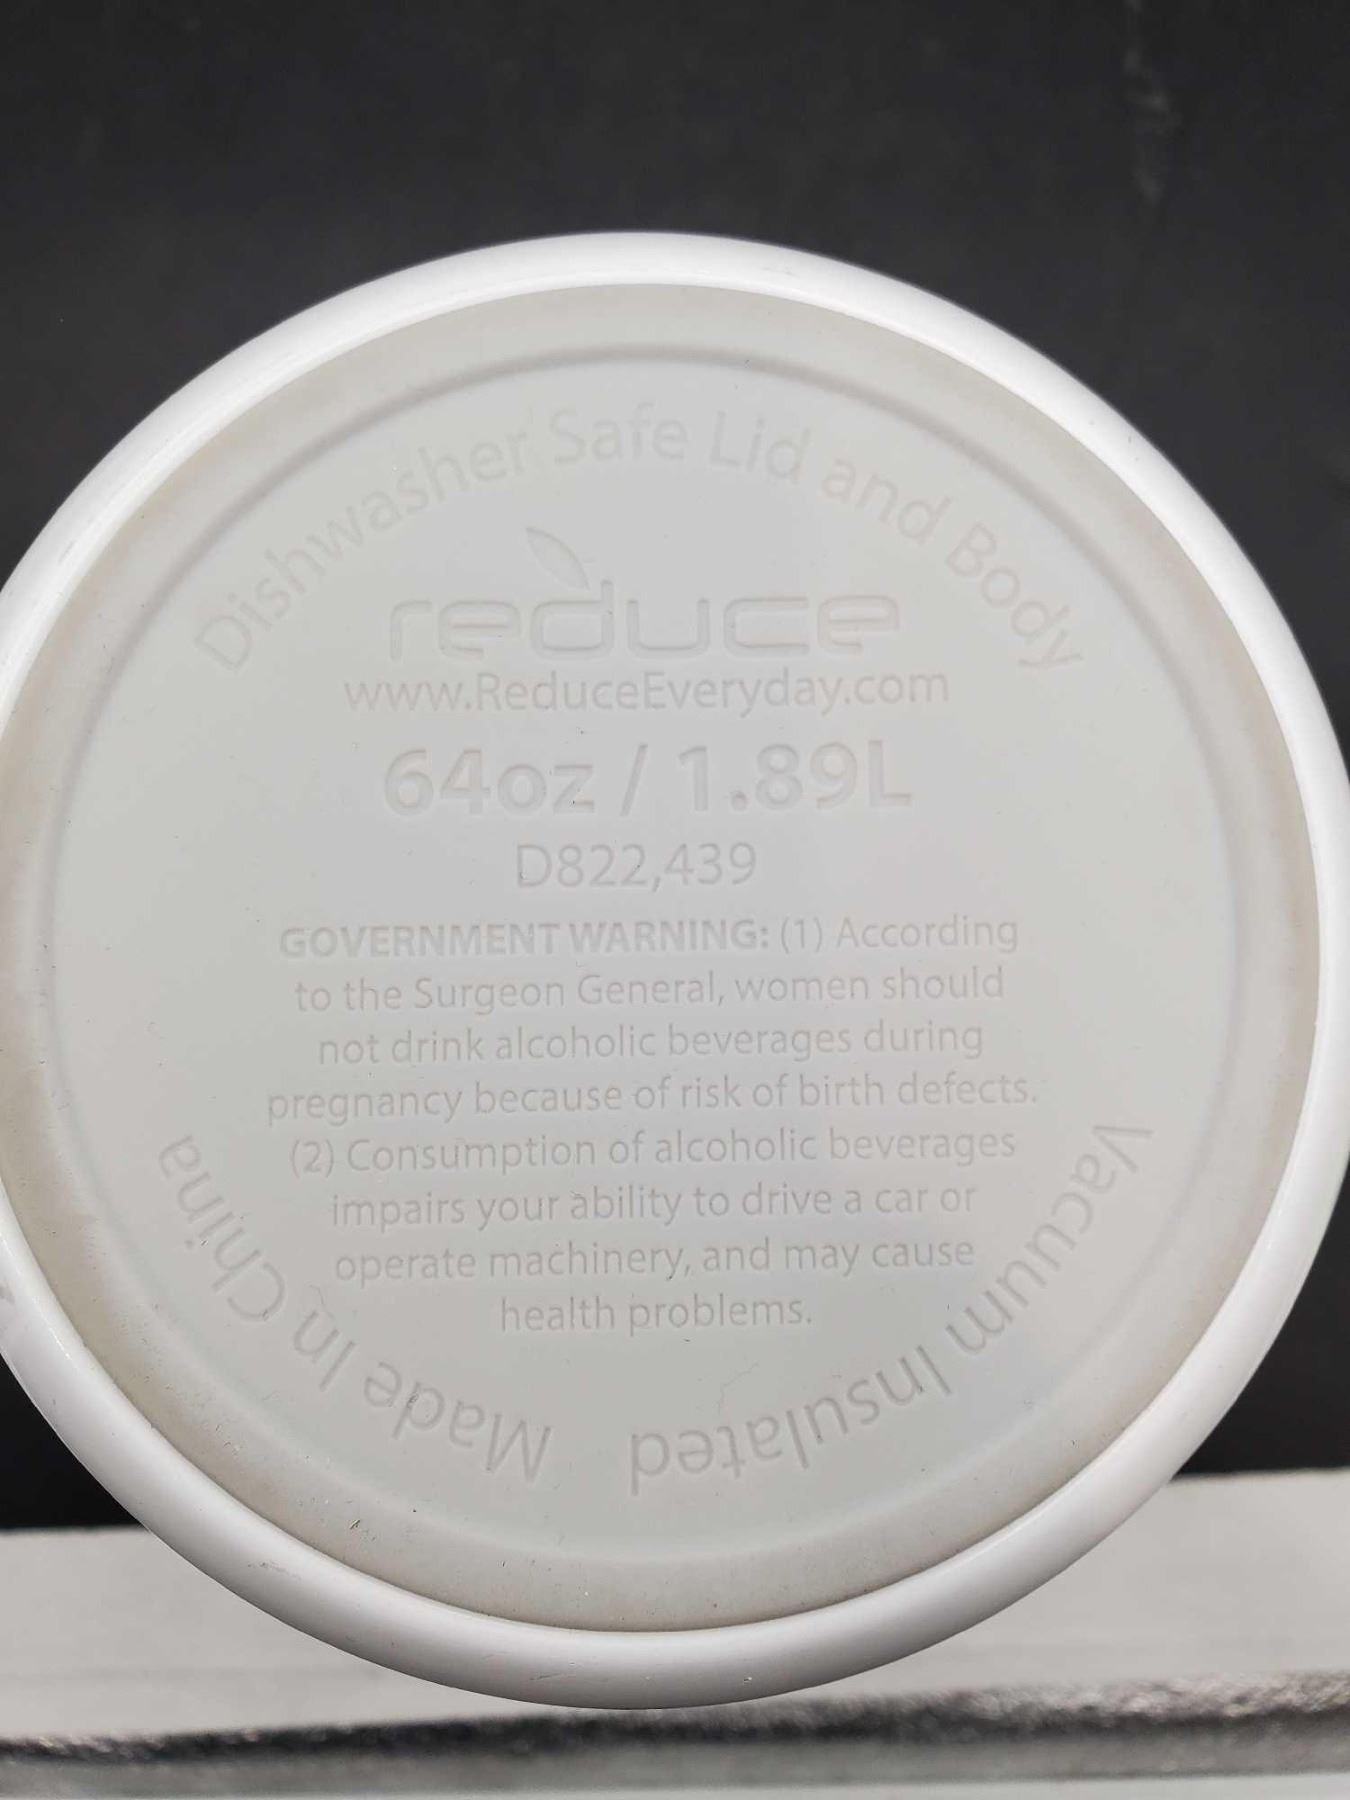 Dishwasher Safe Lid and Body
reduce
www.ReduceEveryday.com
64oz / 1.89L
D822,439
GOVERNMENT WARNING: (1) According
to the Surgeon General, women should
not drink alcoholic beverages during
pregnancy because of risk of birth defects.
(2) Consumption of alcoholic beverages
impairs your ability to drive a car or
operate machinery, and may cause
health problems.
Vacuum Insulated
Made In China